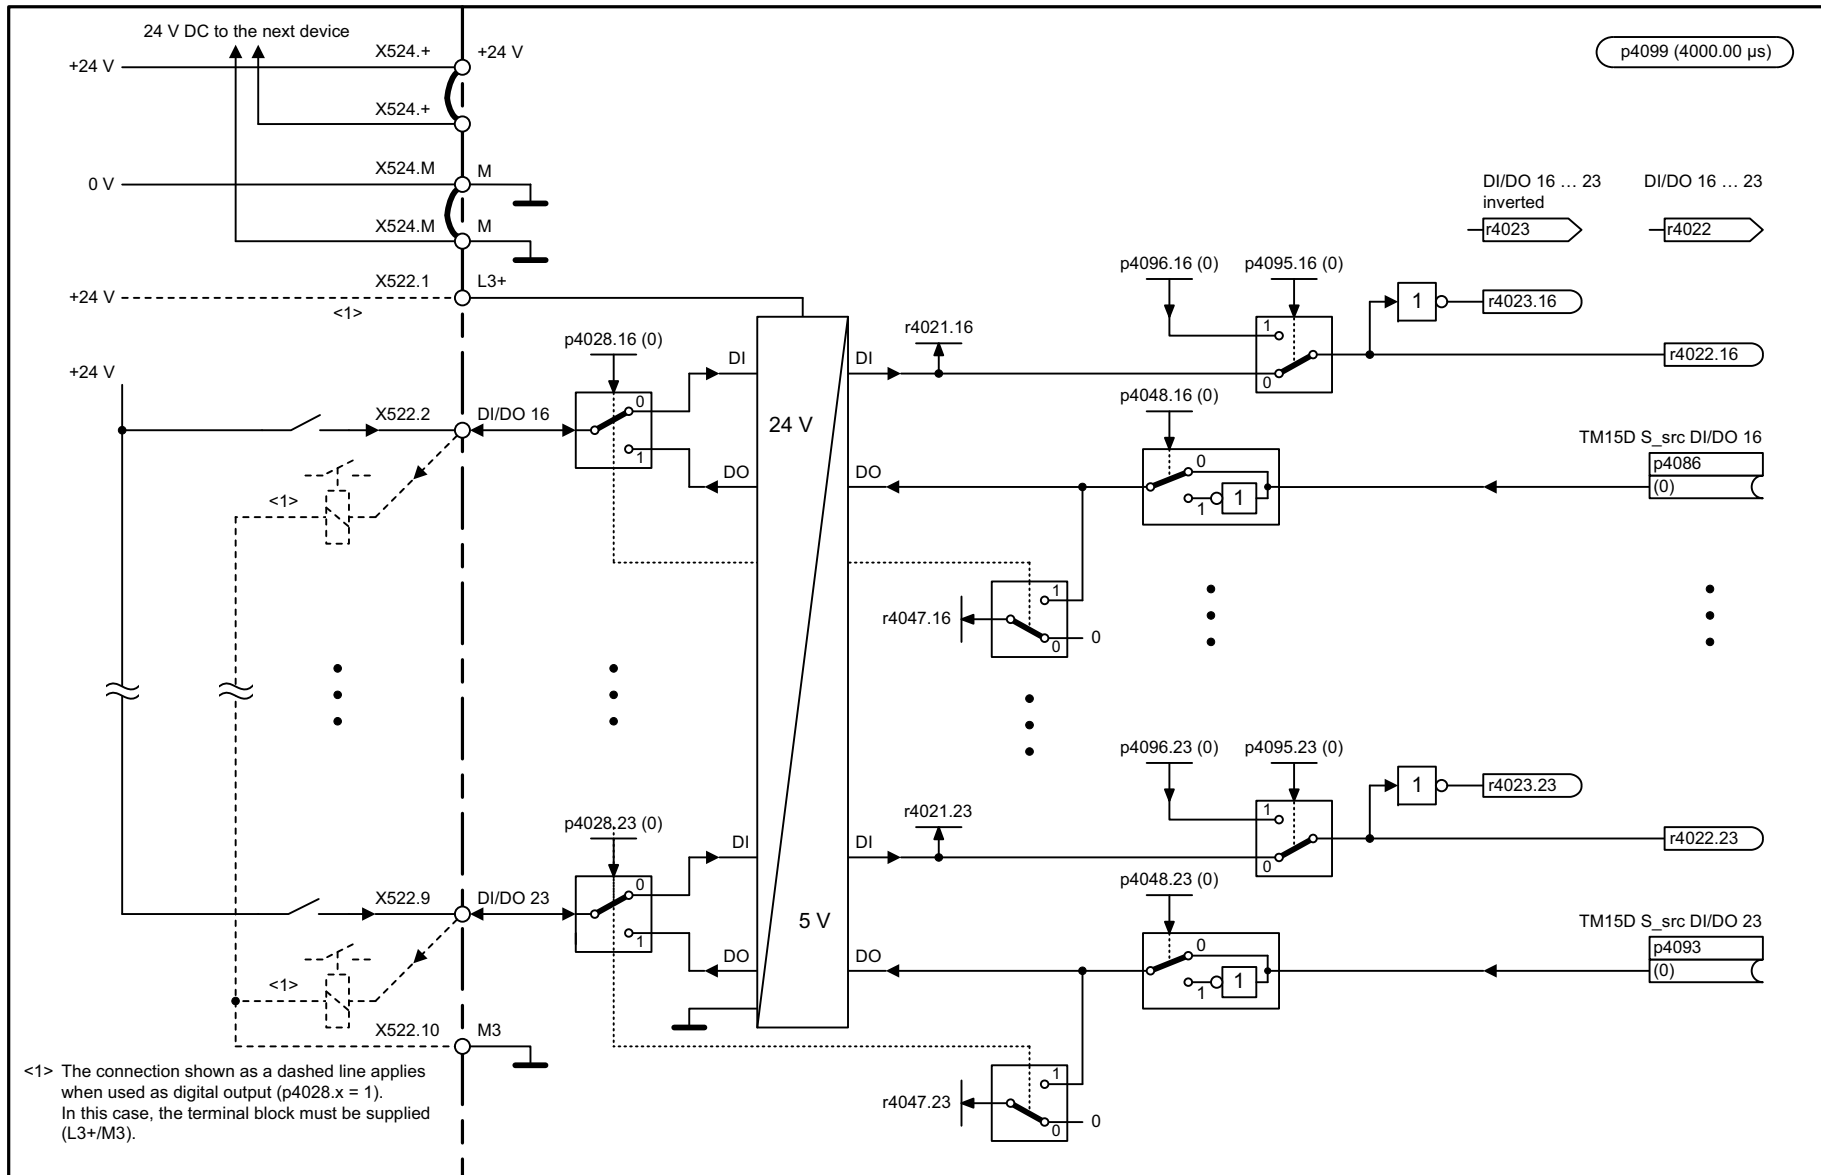 24 V DC to the next device
X524.+
+24 V
+24 V
p4099 (4000.00 µs)
X524.+
X524.M
M
0 V
DI/DO 16 … 23
inverted
DI/DO 16 … 23
X524.M
M
r4023
r4022
X522.1
L3+
p4096.16 (0)
p4095.16 (0)
+24 V
<1>
1
r4023.16
p4028.16 (0)
r4021.16
1
r4022.16
+24 V
DI
DI
0
0
p4048.16 (0)
X522.2
DI/DO 16
24 V
TM15D S_src DI/DO 16
1
0
p4086
DO
DO
(0)
<1>
1
1
1
r4047.16
0
0
p4096.23 (0)
p4095.23 (0)
1
r4023.23
p4028.23 (0)
r4021.23
1
r4022.23
DI
DI
0
0
p4048.23 (0)
X522.9
DI/DO 23
5 V
TM15D S_src DI/DO 23
1
0
p4093
DO
DO
(0)
<1>
1
1
X522.10
M3
1
r4047.23
0
0
<1> The connection shown as a dashed line applies
when used as digital output (p4028.x = 1).
In this case, the terminal block must be supplied
(L3+/M3).